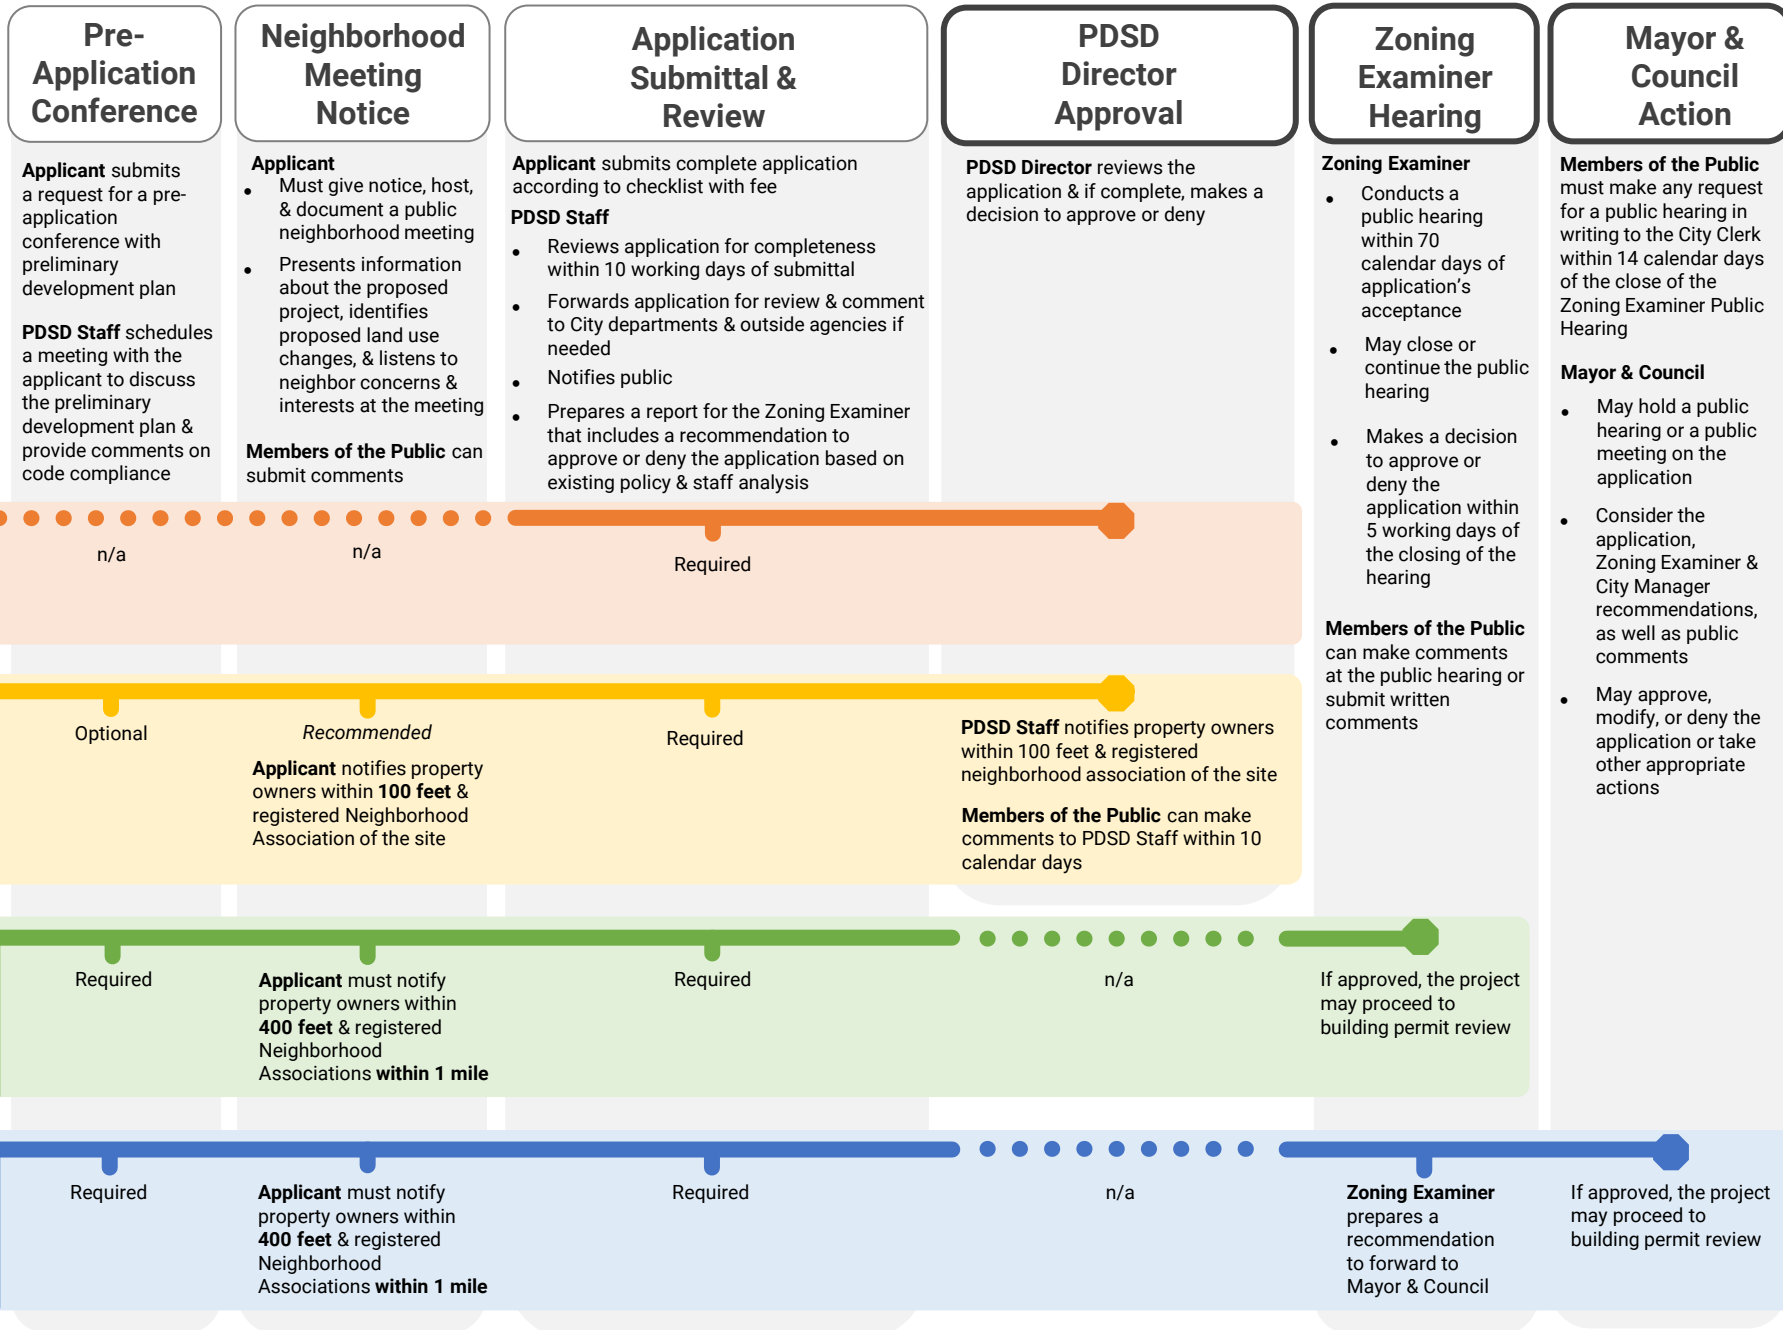 Pre-
Application
Conference
Neighborhood
Meeting
Notice
Application
Submittal &
Review
PDSD
Director
Approval
Zoning
Examiner
Hearing
Mayor &
Council
Action
Applicant submits
a request for a pre-
application
conference with
preliminary
development plan
PDSD Staff schedules
a meeting with the
applicant to discuss
the preliminary
development plan &
provide comments on
code compliance
Applicant
• Must give notice, host,
& document a public
neighborhood meeting
• Presents information
about the proposed
project, identifies
proposed land use
changes, & listens to
neighbor concerns &
interests at the meeting
Members of the Public can
submit comments
Applicant submits complete application
according to checklist with fee
PDSD Staff
• Reviews application for completeness
within 10 working days of submittal
• Forwards application for review & comment
to City departments & outside agencies if
needed
• Notifies public
• Prepares a report for the Zoning Examiner
that includes a recommendation to
approve or deny the application based on
existing policy & staff analysis
PDSD Director reviews the
application & if complete, makes a
decision to approve or deny
Zoning Examiner
• Conducts a
public hearing
within 70
calendar days of
application's
acceptance
• May close or
continue the public
hearing
• Makes a decision
to approve or
deny the
application within
5 working days of
the closing of the
hearing
Members of the Public
can make comments
at the public hearing or
submit written
comments
Members of the Public
must make any request
for a public hearing in
writing to the City Clerk
within 14 calendar days
of the close of the
Zoning Examiner Public
Hearing
Mayor & Council
• May hold a public
hearing or a public
meeting on the
application
• Consider the
application,
Zoning Examiner &
City Manager
recommendations,
as well as public
comments
• May approve,
modify, or deny the
application or take
other appropriate
actions
n/a
n/a
Required
Optional
Recommended
Applicant notifies property
owners within 100 feet &
registered Neighborhood
Association of the site
Required
PDSD Staff notifies property owners
within 100 feet & registered
neighborhood association of the site
Members of the Public can make
comments to PDSD Staff within 10
calendar days
Required
Applicant must notify
property owners within
400 feet & registered
Neighborhood
Associations within 1 mile
Required
n/a
If approved, the project
may proceed to
building permit review
Required
Applicant must notify
property owners within
400 feet & registered
Neighborhood
Associations within 1 mile
Required
n/a
Zoning Examiner
prepares a
recommendation
to forward to
Mayor & Council
If approved, the project
may proceed to
building permit review